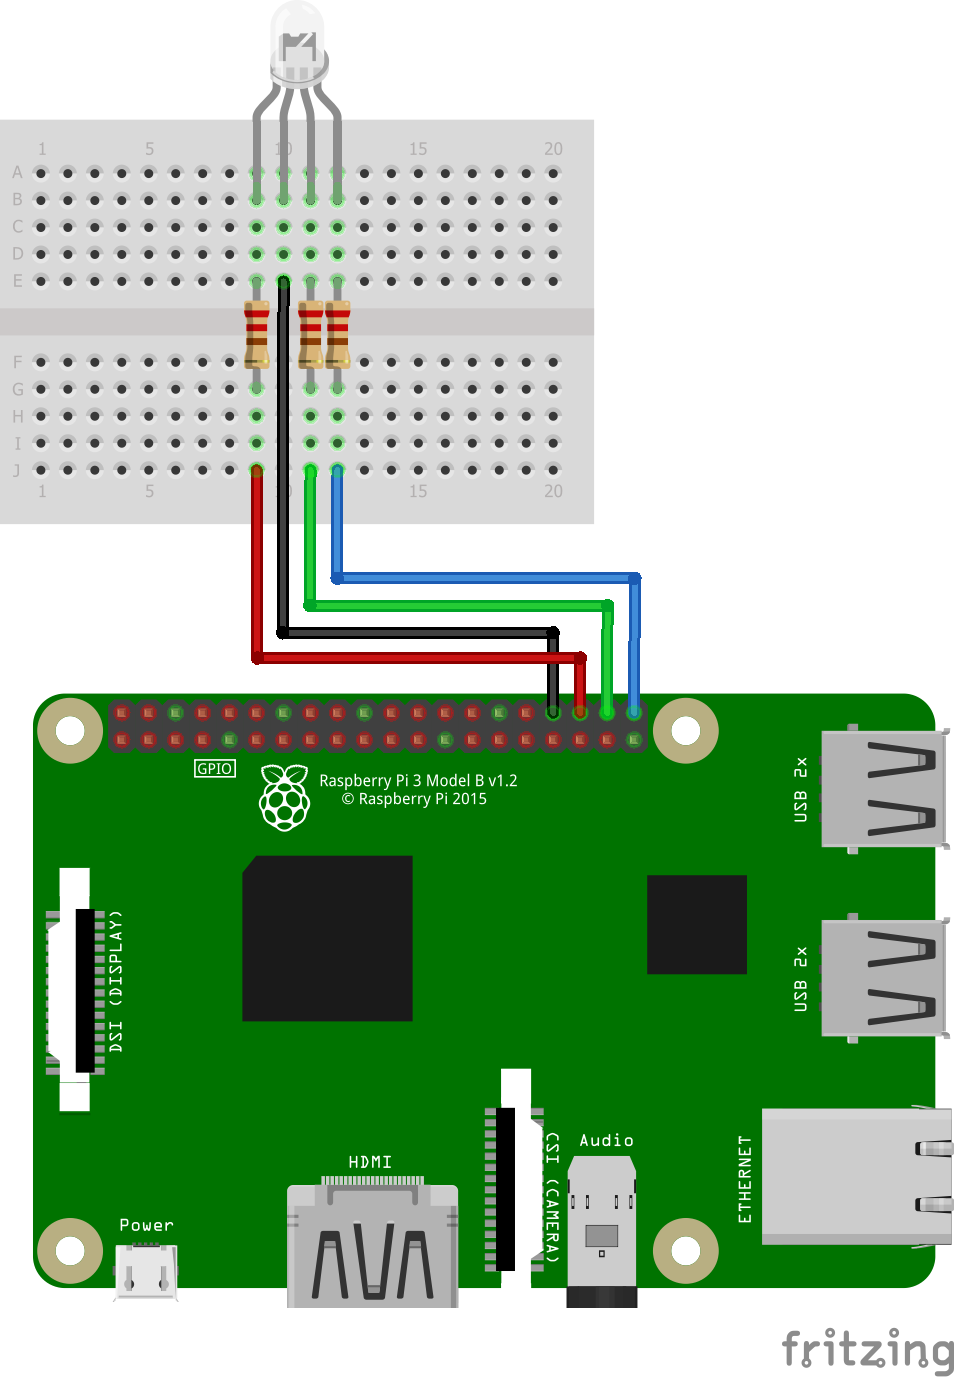 1 5 10 15 20
A
B
C
D
E
F
G
H
I
J
1 5 10 15 20
GPIO
Raspberry Pi 3 Model B v1.2
© Raspberry Pi 2015
USB 2x
USB 2x
DSI (DISPLAY)
CSI (CAMERA)
Audio
ETHERNET
HDMI
Power
fritzing